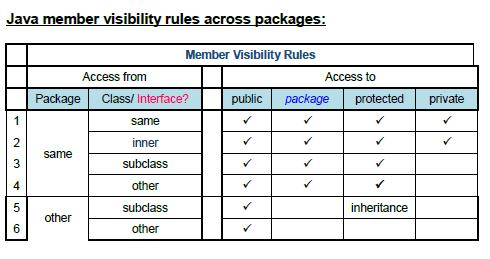 Java member visibility rules across packages:
Member Visibility Rules
Access from Access to
Package Class/ Interface? public package protected private
1 same ✓ ✓ ✓ ✓
2 inner ✓ ✓ ✓ ✓
same
3 subclass ✓ ✓ ✓
4 other ✓ ✓ ✓
5 subclass ✓ inheritance
other
6 other ✓